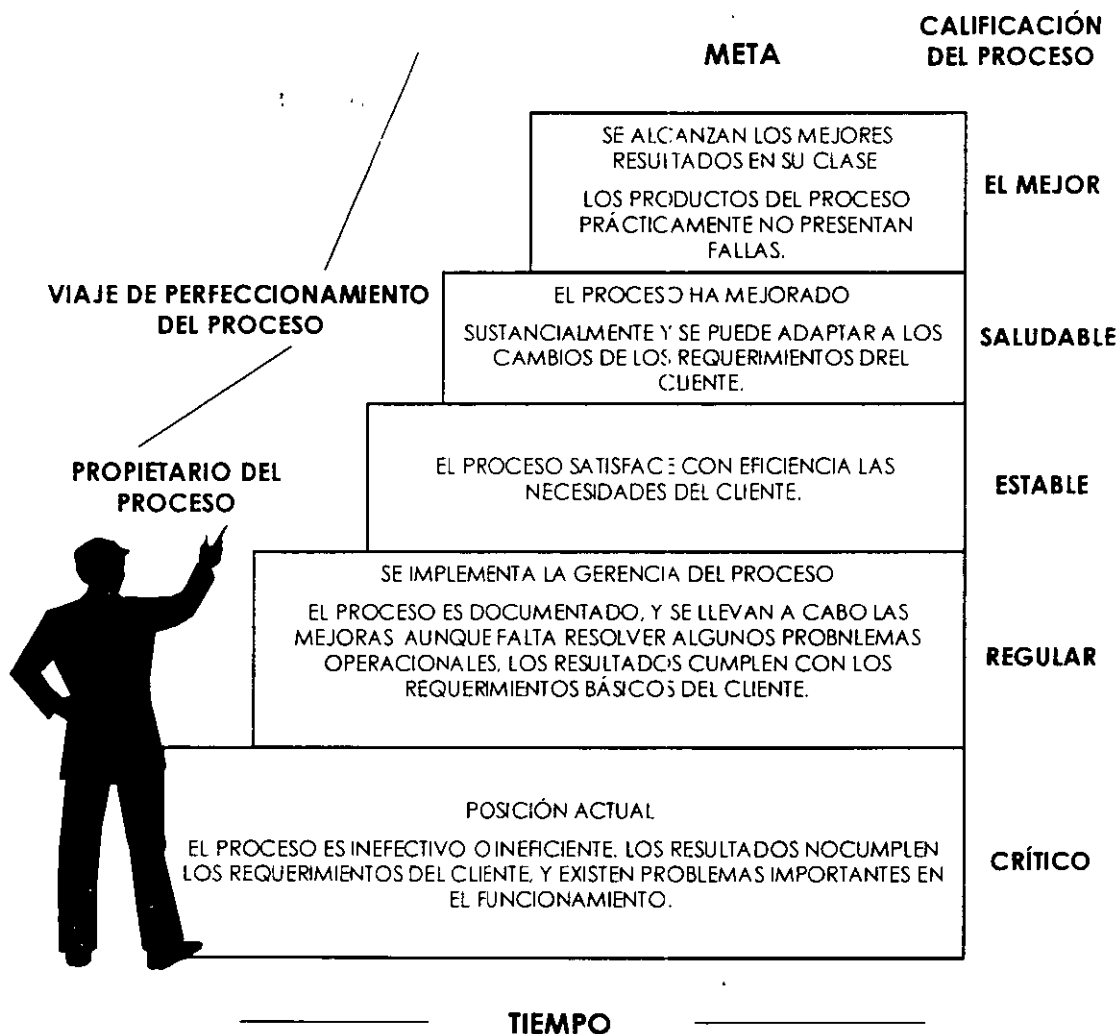 CALIFICACIÓN
DEL PROCESO
META
SE ALCANZAN LOS MEJORES
RESULTADOS EN SU CLASE
LOS PRODUCTOS DEL PROCESO
PRÁCTICAMENTE NO PRESENTAN
FALLAS.
EL MEJOR
VIAJE DE PERFECCIONAMIENTO
DEL PROCESO
EL PROCESO HA MEJORADO
SUSTANCIALMENTE Y SE PUEDE ADAPTAR A LOS
CAMBIOS DE LOS REQUERIMIENTOS DREL
CLIENTE.
SALUDABLE
PROPIETARIO DEL
PROCESO
EL PROCESO SATISFACE CON EFICIENCIA LAS
NECESIDADES DEL CLIENTE.
ESTABLE
SE IMPLEMENTA LA GERENCIA DEL PROCESO
EL PROCESO ES DOCUMENTADO, Y SE LLEVAN A CABO LAS
MEJORAS AUNQUE FALTA RESOLVER ALGUNOS PROBNLEMAS
OPERACIONALES, LOS RESULTADOS CUMPLEN CON LOS
REQUERIMIENTOS BÁSICOS DEL CLIENTE.
REGULAR
POSICIÓN ACTUAL
EL PROCESO ES INEFECTIVO O INEFICIENTE. LOS RESULTADOS NOCUMPLEN
LOS REQUERIMIENTOS DEL CLIENTE, Y EXISTEN PROBLEMAS IMPORTANTES EN
EL FUNCIONAMIENTO.
CRÍTICO
TIEMPO